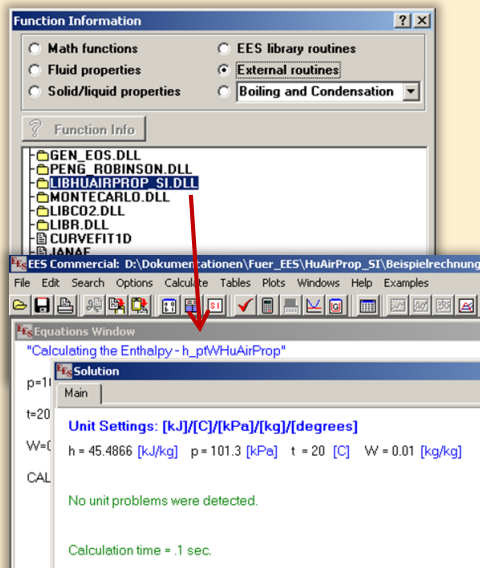 Function Information
Math functions
EES library routines
Fluid properties
External routines
Solid/liquid properties
Boiling and Condensation
Function Info
GEN_EOS.DLL
PENG_ROBINSON.DLL
LIBHUAIRPROP_SI.DLL
MONTECARLO.DLL
LIBCO2.DLL
LIBR.DLL
CURVEFIT1D
JANAF
EES Commercial: D:\Dokumentationen\Fuer_EES\HuAirProp_SI\Beispielrechnung
File Edit Search Options Calculate Tables Plots Windows Help Examples
Equations Window
"Calculating the Enthalpy - h_ptWHuAirProp"
Solution
p=1
Main
t=20
Unit Settings: [kJ]/[C]/[kPa]/[kg]/[degrees]
W=0
h = 45.4866 [kJ/kg] p = 101.3 [kPa] t = 20 [C] W = 0.01 [kg/kg]
CAL
No unit problems were detected.
Calculation time = .1 sec.